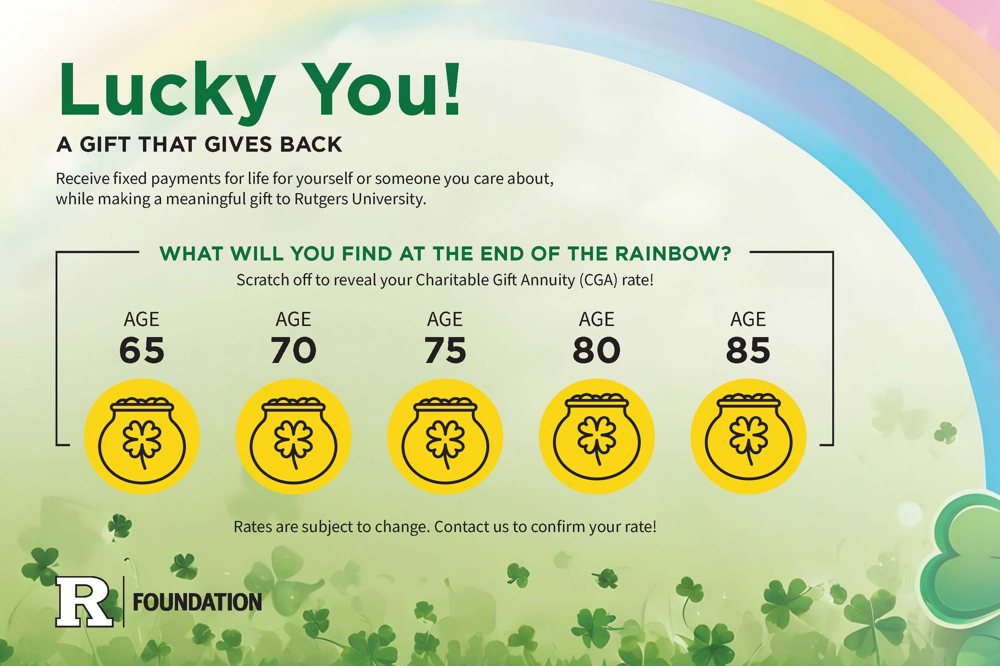 Lucky You!
A GIFT THAT GIVES BACK
Receive fixed payments for life for yourself or someone you care about,
while making a meaningful gift to Rutgers University.
WHAT WILL YOU FIND AT THE END OF THE RAINBOW?
Scratch off to reveal your Charitable Gift Annuity (CGA) rate!
AGE AGE AGE AGE AGE
65 70 75 80 85
Rates are subject to change. Contact us to confirm your rate!
R FOUNDATION